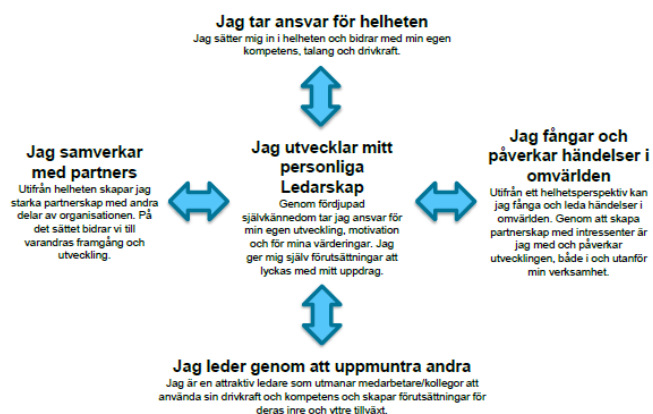 Jag tar ansvar för helheten
Jag sätter mig in i helheten och bidrar med min egen
kompetens, talang och drivkraft.
Jag samverkar
med partners
Utifrån helheten skapar jag
starka partnerskap med andra
delar av organisationen. På
det sättet bidrar vi till
varandras framgång och
utveckling.
Jag utvecklar mitt
personliga
Ledarskap
Genom fördjupad
självkännedom tar jag ansvar för
min egen utveckling, motivation
och för mina värderingar. Jag
ger mig själv förutsättningar att
lyckas med mitt uppdrag.
Jag fångar och
påverkar händelser i
omvärlden
Utifrån ett helhetsperspektiv kan
jag fånga och leda händelser i
omvärlden. Genom att skapa
partnerskap med intressenter är
jag med och påverkar
utvecklingen, både i och utanför
min verksamhet.
Jag leder genom att uppmuntra andra
Jag är en attraktiv ledare som utmanar medarbetare/kollegor att
använda sin drivkraft och kompetens och skapar förutsättningar för
deras inre och yttre tillväxt.